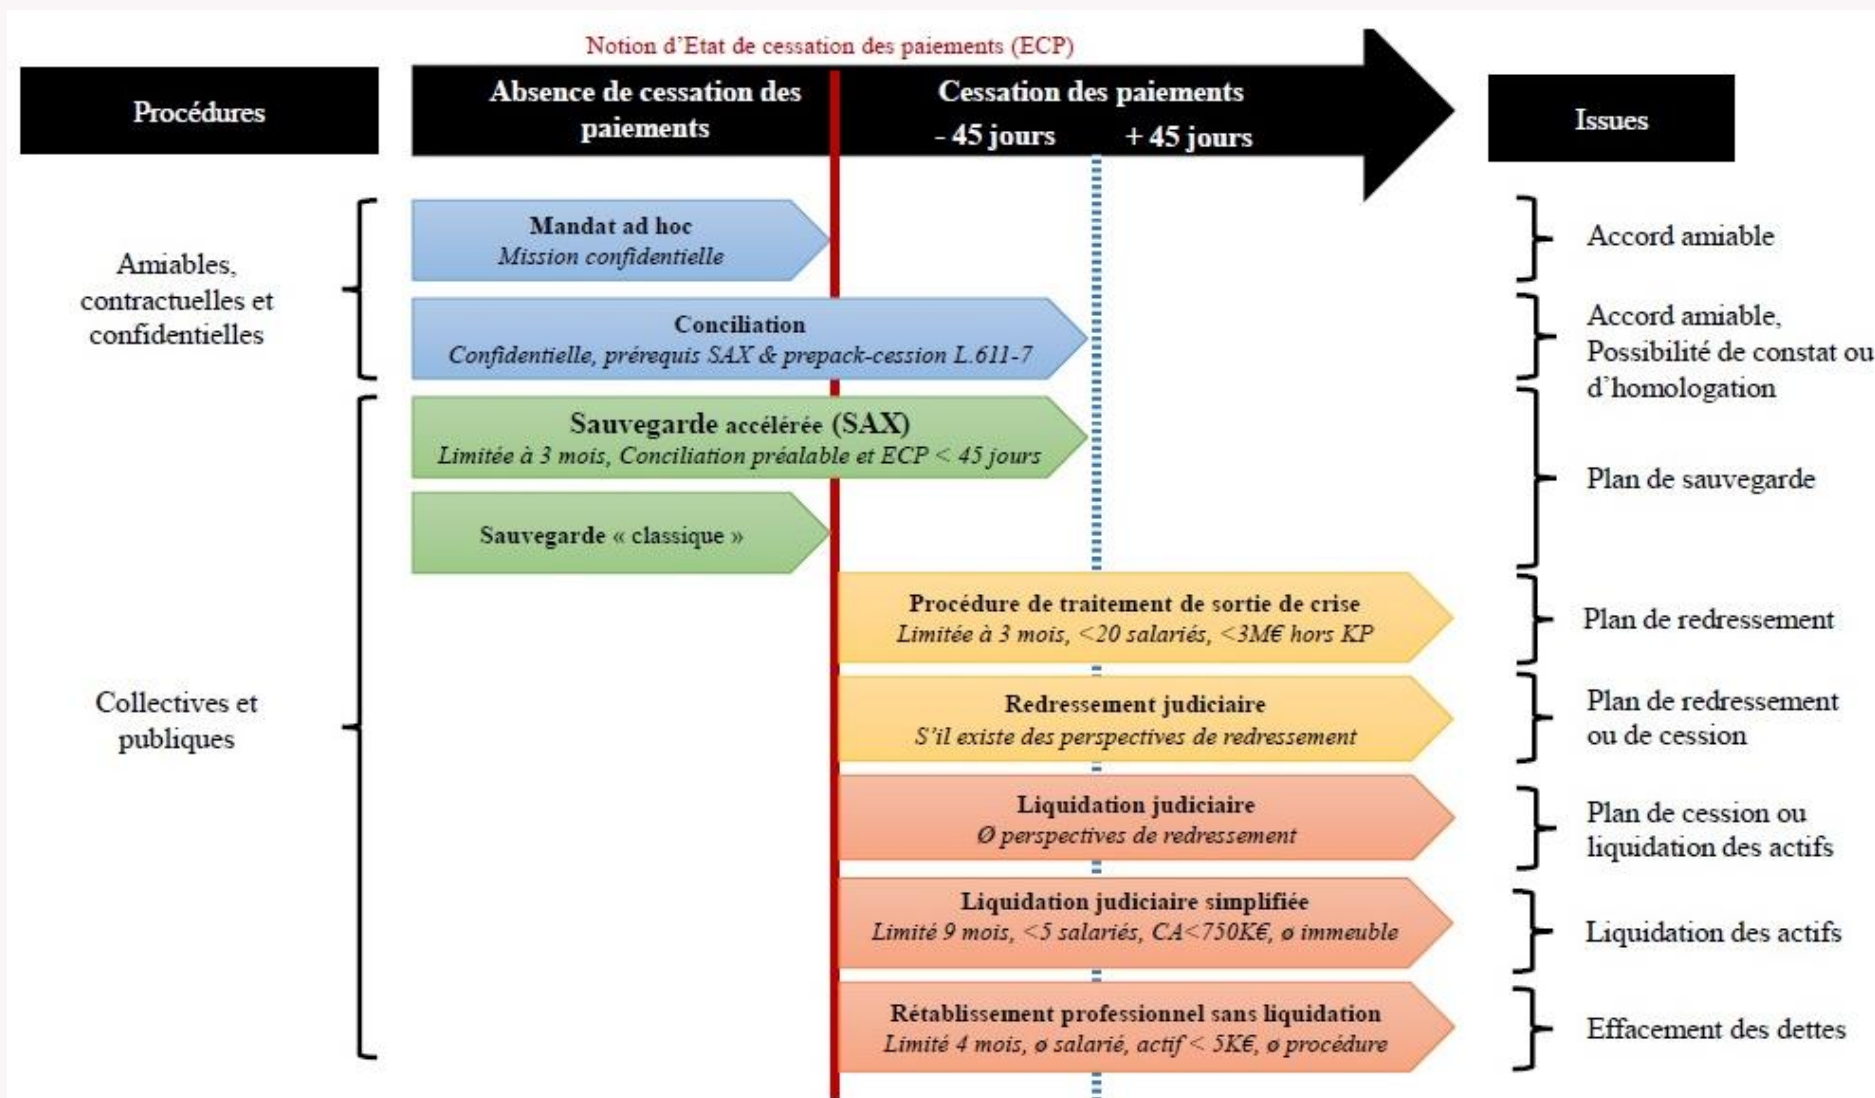 Notion d'Etat de cessation des paiements (ECP)
Procédures
Absence de cessation des
paiements
Cessation des paiements
- 45 jours
+ 45 jours
Issues
Amiables,
contractuelles et
confidentielles
Mandat ad hoc
Mission confidentielle
Accord amiable
Conciliation
Confidentielle, prérequis SAX & prepack-cession L.611-7
Accord amiable,
Possibilité de constat ou
d'homologation
Collectives et
publiques
Sauvegarde accélérée (SAX)
Limitée à 3 mois, Conciliation préalable et ECP < 45 jours
Sauvegarde « classique »
Plan de sauvegarde
Procédure de traitement de sortie de crise
Limitée à 3 mois, <20 salariés, <3M€ hors KP
Plan de redressement
Redressement judiciaire
S'il existe des perspectives de redressement
Plan de redressement
ou de cession
Liquidation judiciaire
Ø perspectives de redressement
Plan de cession ou
liquidation des actifs
Liquidation judiciaire simplifiée
Limité 9 mois, <5 salariés, CA<750K€, ø immeuble
Liquidation des actifs
Rétablissement professionnel sans liquidation
Limité 4 mois, ø salarié, actif < 5K€, ø procédure
Effacement des dettes